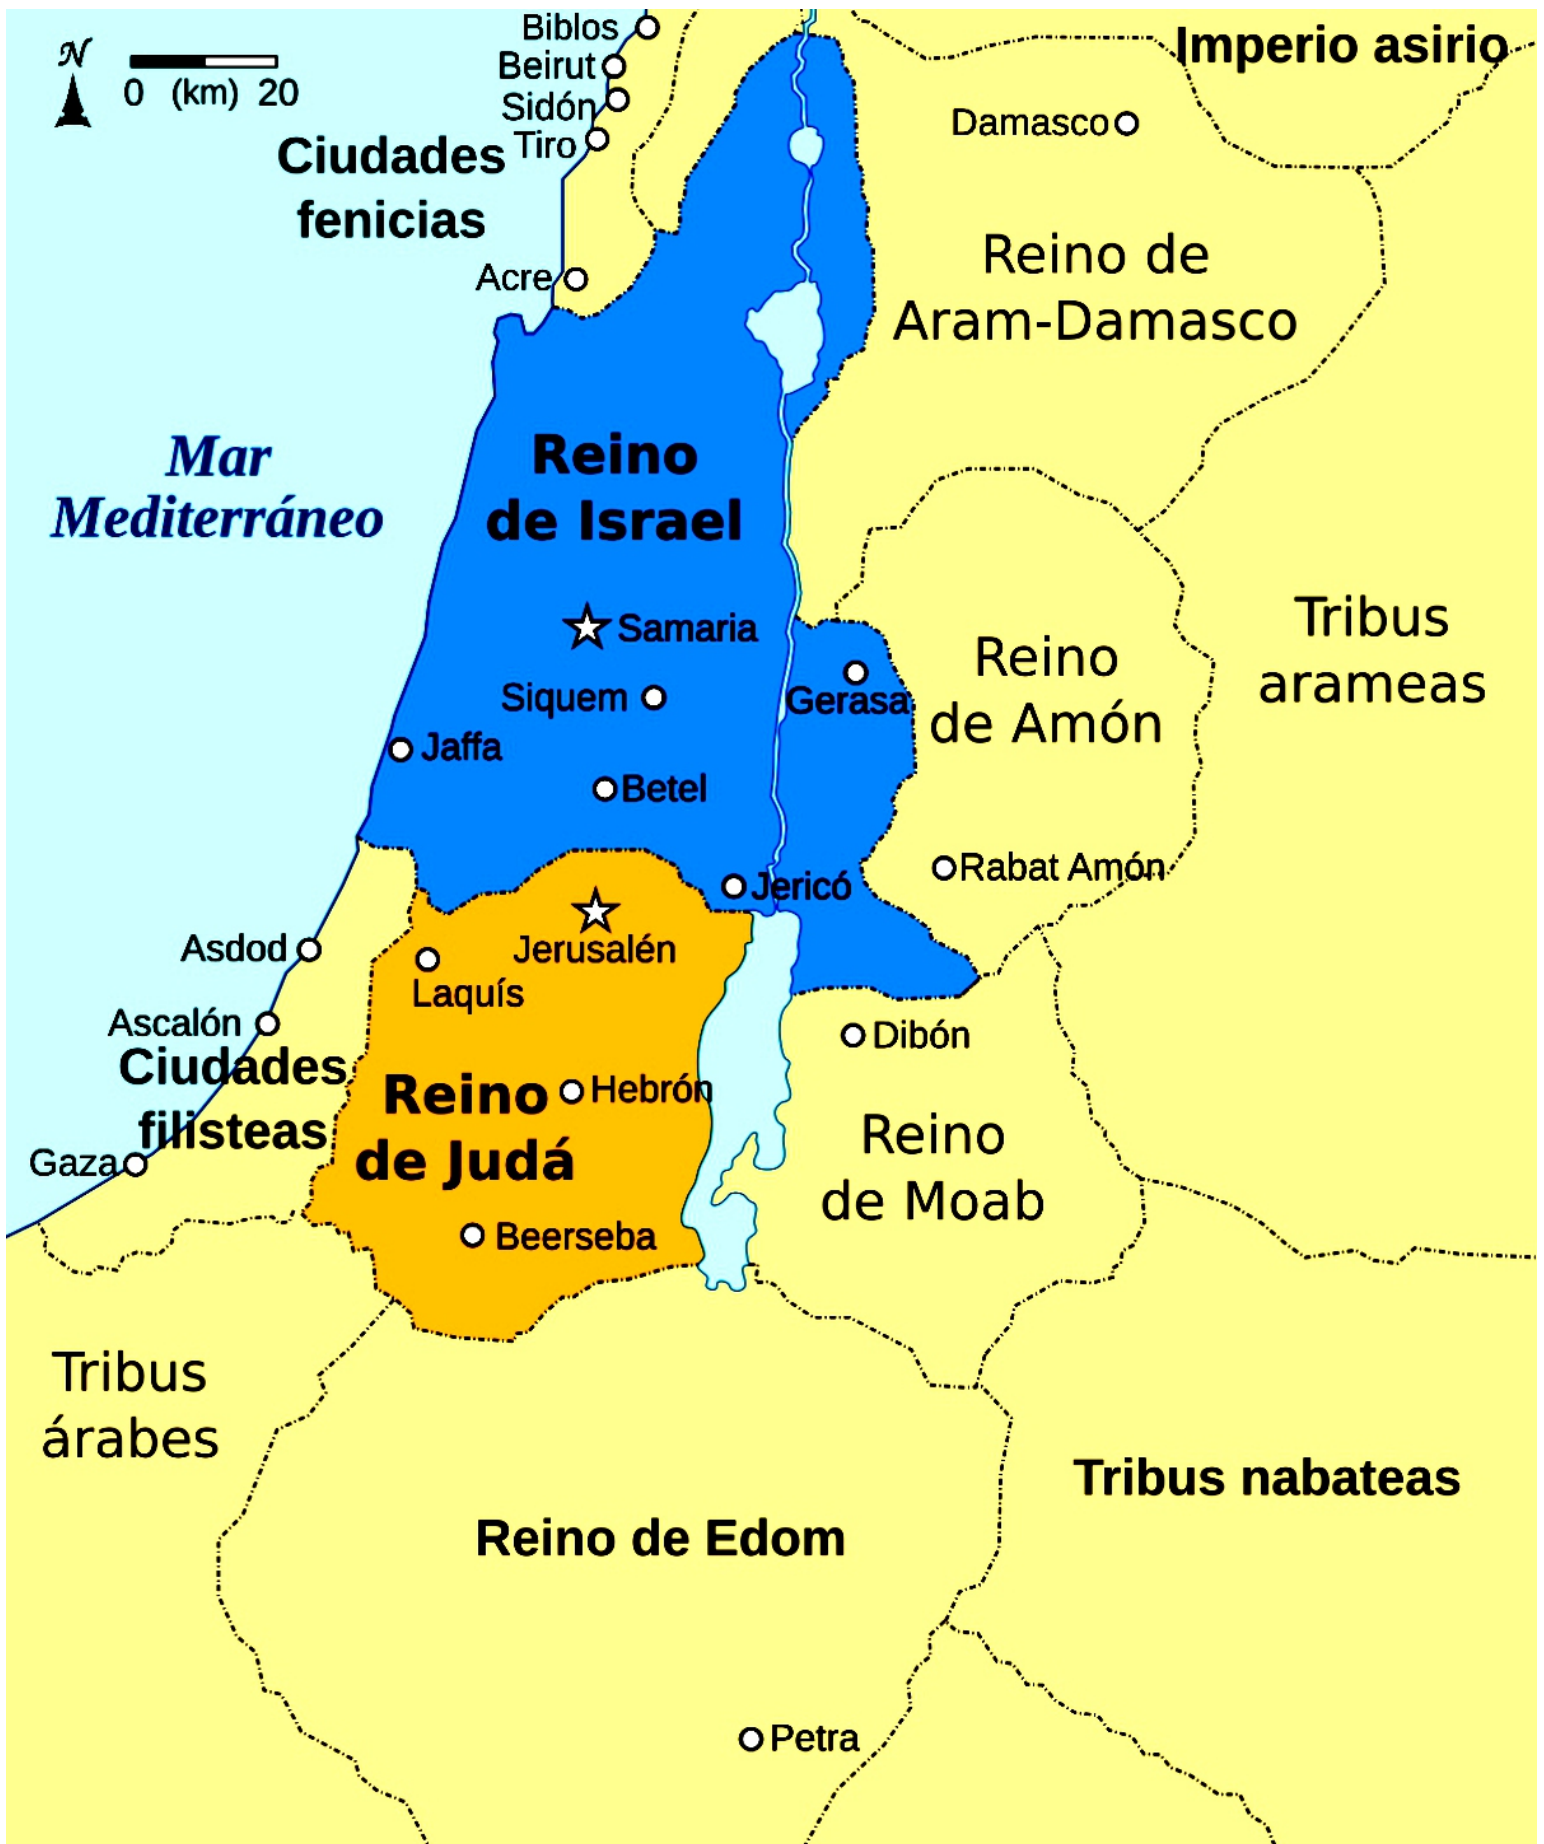 N
0 (km) 20
Biblos
Beirut
Sidón
Tiro
Ciudades
fenicias
Acre
Imperio asirio
Damasco
Reino de
Aram-Damasco
Mar
Mediterráneo
Reino
de Israel
Samaria
Siquem
Jaffa
Betel
Gerasa
Jericó
Reino
de Amón
Rabat Amón
Tribus
arameas
Asdod
Ascalón
Ciudades
filisteas
Gaza
Jerusalén
Laquís
Hebrón
Reino
de Judá
Beerseba
Dibón
Reino
de Moab
Tribus
árabes
Reino de Edom
Tribus nabateas
Petra